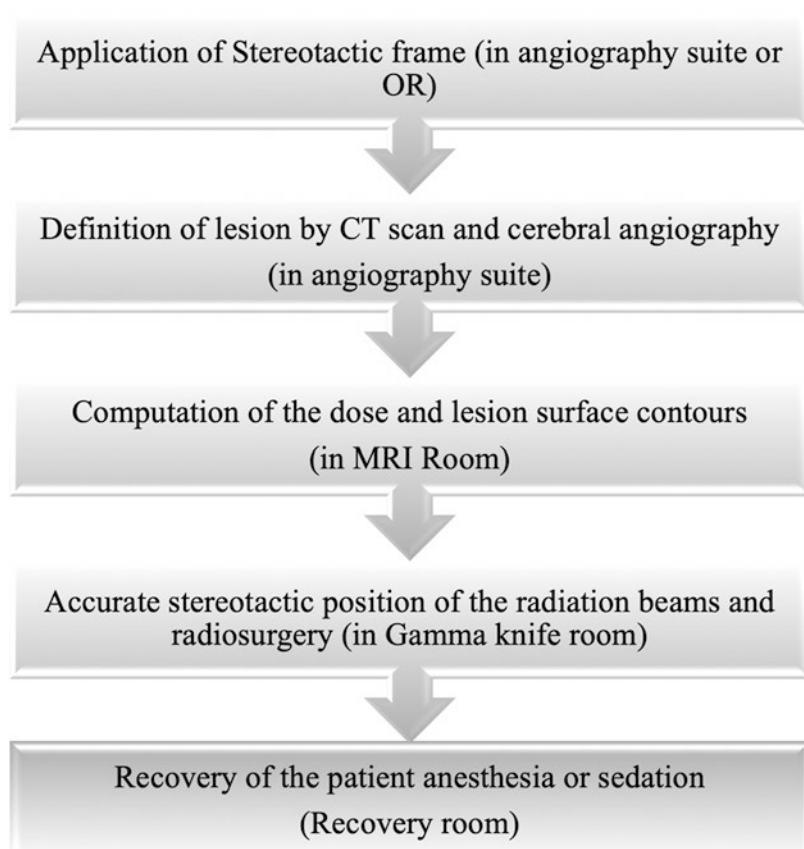 Application of Stereotactic frame (in angiography suite or
OR)
Definition of lesion by CT scan and cerebral angiography
(in angiography suite)
Computation of the dose and lesion surface contours
(in MRI Room)
Accurate stereotactic position of the radiation beams and
radiosurgery (in Gamma knife room)
Recovery of the patient anesthesia or sedation
(Recovery room)